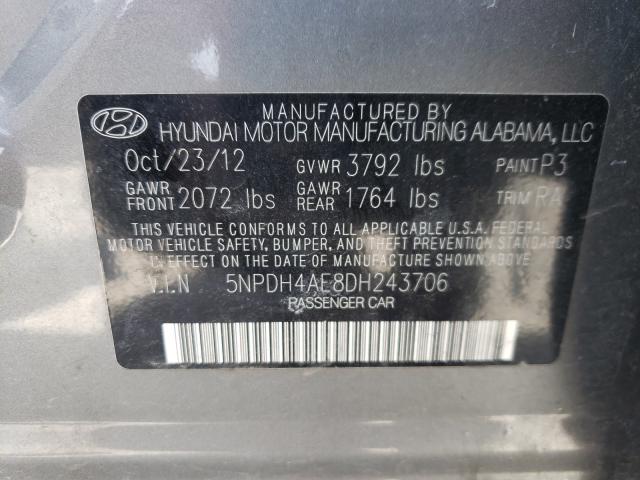 MANUFACTURED BY
HYUNDAI MOTOR MANUFACTURING ALABAMA, LLC
Oct/23/12 GVWR 3792 lbs PAINT P3
GAWR FRONT 2072 lbs GAWR REAR 1764 lbs TRIM RA
THIS VEHICLE CONFORMS TO ALL APPLICABLE U.S.A. FEDERAL
MOTOR VEHICLE SAFETY, BUMPER, AND THEFT PREVENTION STANDARDS
IN EFFECT ON THE DATE OF MANUFACTURE SHOWN ABOVE.
V.I.N 5NPDH4AE8DH243706
PASSENGER CAR